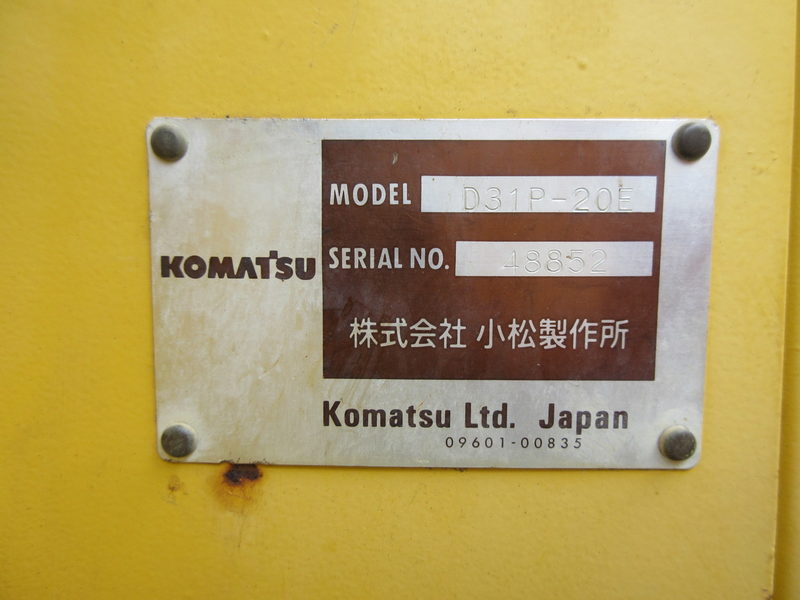 KOMATSU
MODEL D31P-20E
SERIAL NO. 48852
株式会社 小松製作所
Komatsu Ltd. Japan
09601-00835